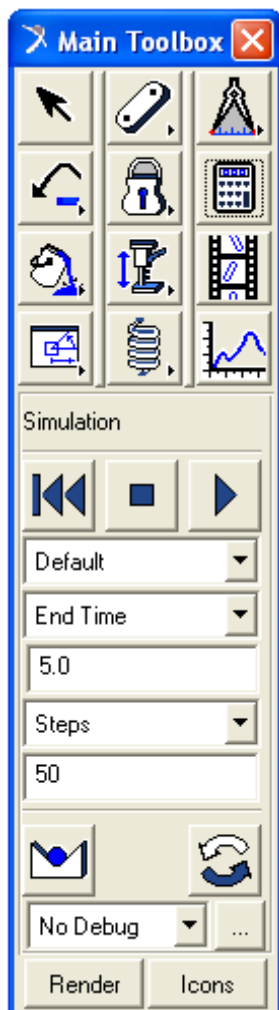 Main Toolbox
Simulation
Default
End Time
5.0
Steps
50
No Debug ...
Render Icons